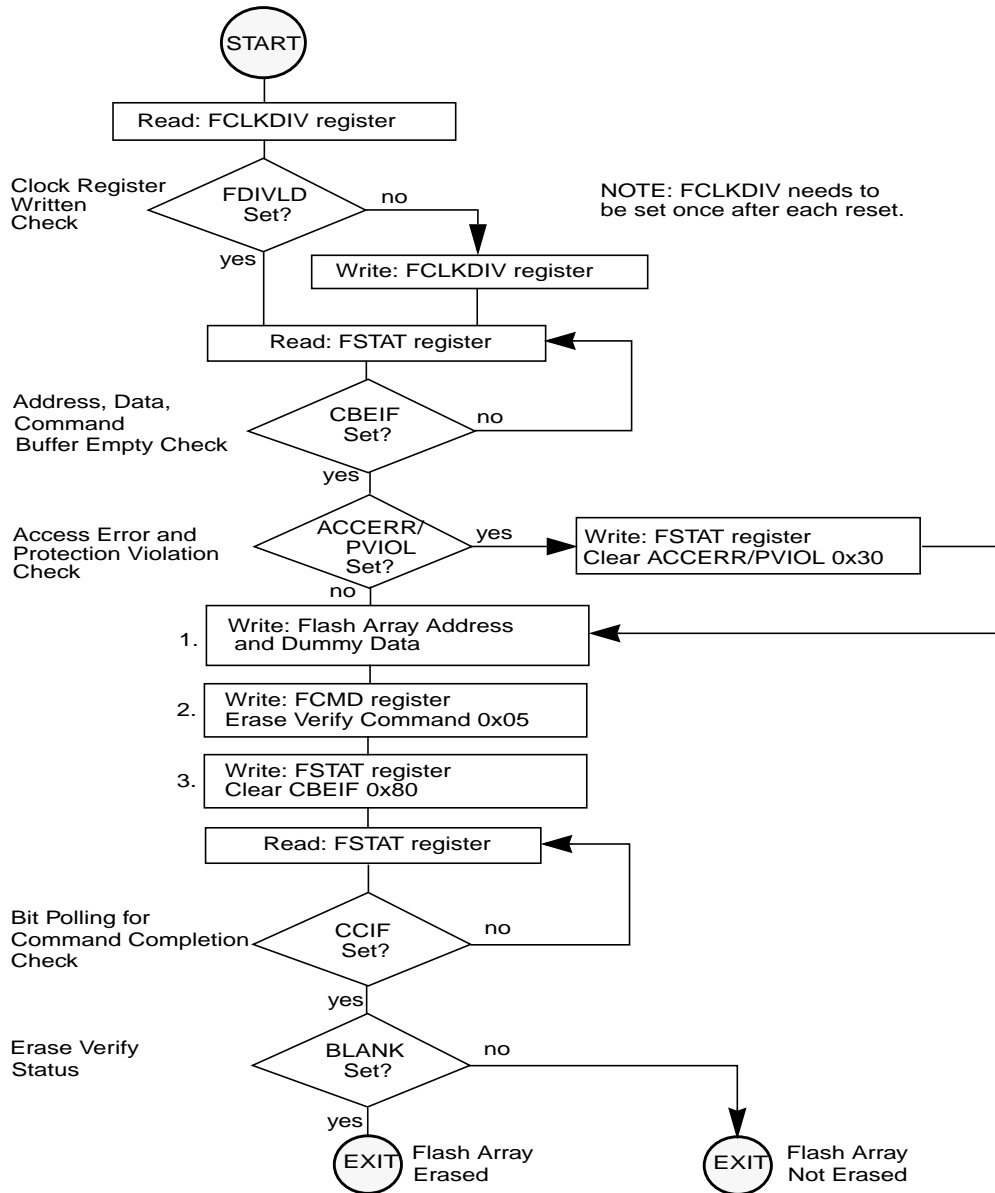 START
Read: FCLKDIV register
Clock Register
Written
Check
FDIVLD
Set?
no
yes
NOTE: FCLKDIV needs to
be set once after each reset.
Write: FCLKDIV register
Read: FSTAT register
Address, Data,
Command
Buffer Empty Check
CBEIF
Set?
no
yes
Access Error and
Protection Violation
Check
ACCERR/
PVIOL
Set?
yes
no
Write: FSTAT register
Clear ACCERR/PVIOL 0x30
1.
Write: Flash Array Address
and Dummy Data
2.
Write: FCMD register
Erase Verify Command 0x05
3.
Write: FSTAT register
Clear CBEIF 0x80
Read: FSTAT register
Bit Polling for
Command Completion
Check
CCIF
Set?
no
yes
Erase Verify
Status
BLANK
Set?
no
yes
EXIT
Flash Array
Erased
EXIT
Flash Array
Not Erased